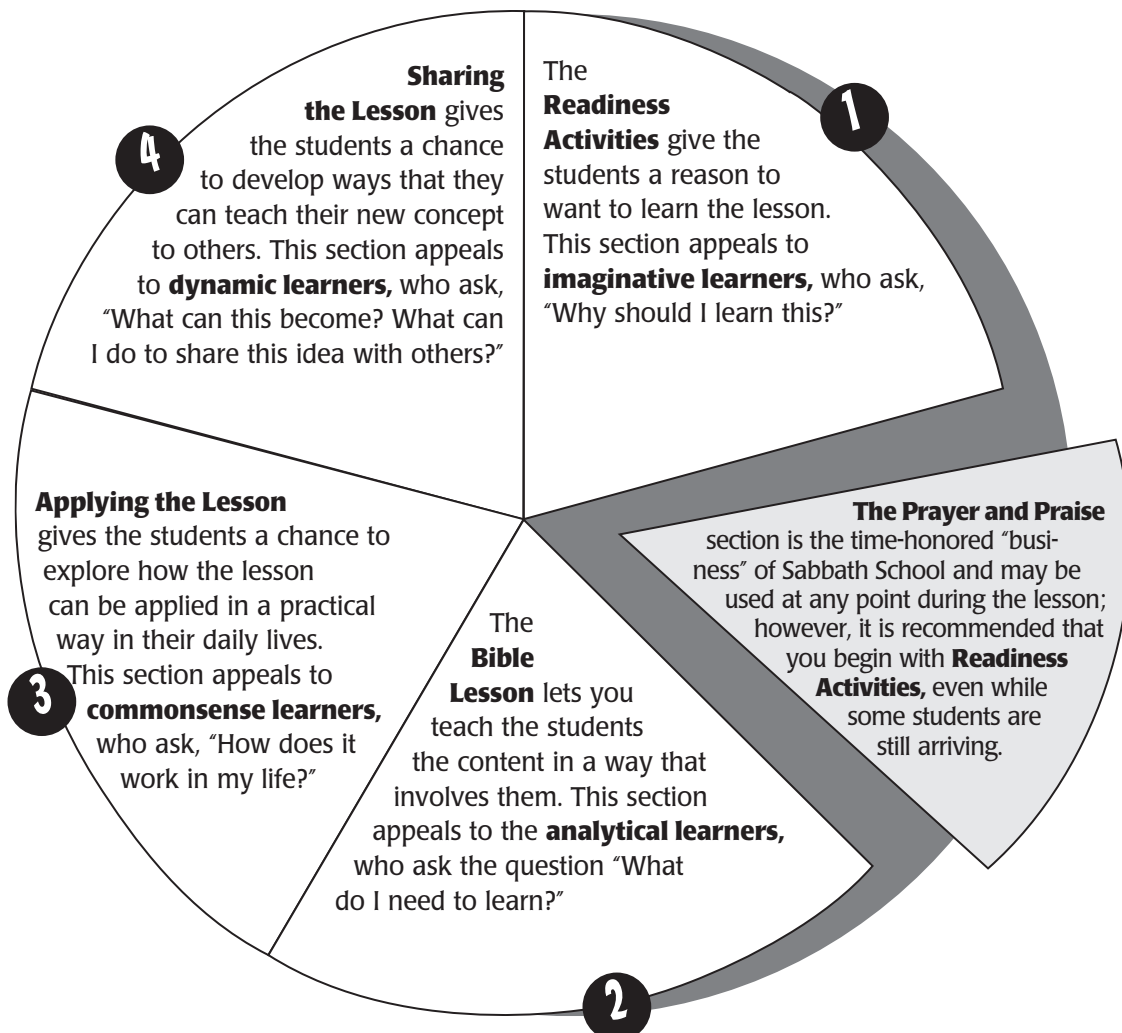 1
The
Readiness
Activities give the
students a reason to
want to learn the lesson.
This section appeals to
imaginative learners, who ask,
“Why should I learn this?”
The Prayer and Praise
section is the time-honored “busi-
ness” of Sabbath School and may be
used at any point during the lesson;
however, it is recommended that
you begin with Readiness
Activities, even while
some students are
still arriving.
2
The
Bible
Lesson lets you
teach the students
the content in a way that
involves them. This section
appeals to the analytical learners,
who ask the question “What
do I need to learn?”
3
Applying the Lesson
gives the students a chance to
explore how the lesson
can be applied in a practical
way in their daily lives.
This section appeals to
commonsense learners,
who ask, “How does it
work in my life?”
4
Sharing
the Lesson gives
the students a chance
to develop ways that they
can teach their new concept
to others. This section appeals
to dynamic learners, who ask,
“What can this become? What can
I do to share this idea with others?”